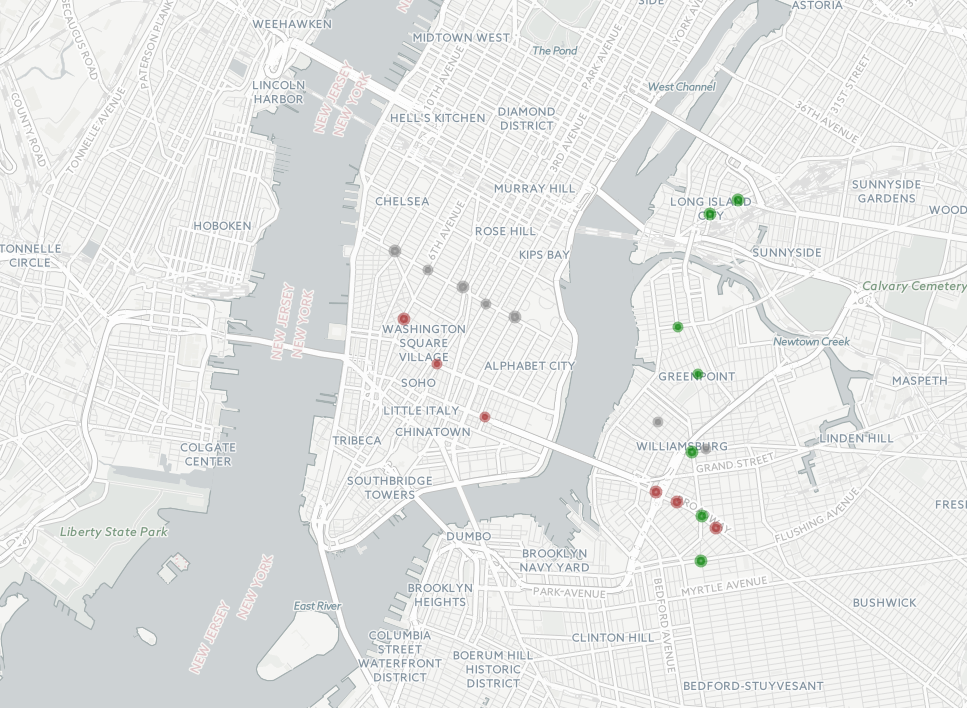 SIDE
ASTORIA
SECAUCUS ROAD
PATERSON PLANK
WEEHAWKEN
NE
MIDTOWN WEST
The Pond
PARK AVENUE
YORK AVE
COUNTY ROAD
TONNELLE AVENUE
LINCOLN
HARBOR
NEW JERSEY
NEW YORK
10TH AVENUE
HELL'S KITCHEN
DIAMOND
DISTRICT
3RD AVENUE
West Channel
31ST STREET
36TH AVENUE
MURRAY HILL
CHELSEA
6TH AVENUE
ROSE HILL
KIPS BAY
LONG ISLAND
CITY
SUNNYSIDE
GARDENS
WOOD
HOBOKEN
TONNELLE
CIRCLE
SUNNYSIDE
Calvary Cemetery
NEW JERSEY
NEW YORK
WASHINGTON
SQUARE
VILLAGE
Newtown Creek
ALPHABET CITY
GREENPOINT
MASPETH
SOHO
LITTLE ITALY
CHINATOWN
TRIBECA
COLGATE
CENTER
WILLIAMSBURG
LINDEN HILL
GRAND STREET
SOUTHBRIDGE
TOWERS
BROADWAY
FLUSHING AVENUE
FRESH
Liberty State Park
DUMBO
BROOKLYN
NAVY YARD
PARK AVENUE
MYRTLE AVENUE
BEDFORD AVENUE
NEW JERSEY
NEW YORK
East River
BROOKLYN
HEIGHTS
BUSHWICK
COLUMBIA
STREET
WATERFRONT
DISTRICT
CLINTON HILL
BOERUM HILL
HISTORIC
DISTRICT
BEDFORD-STUYVESANT